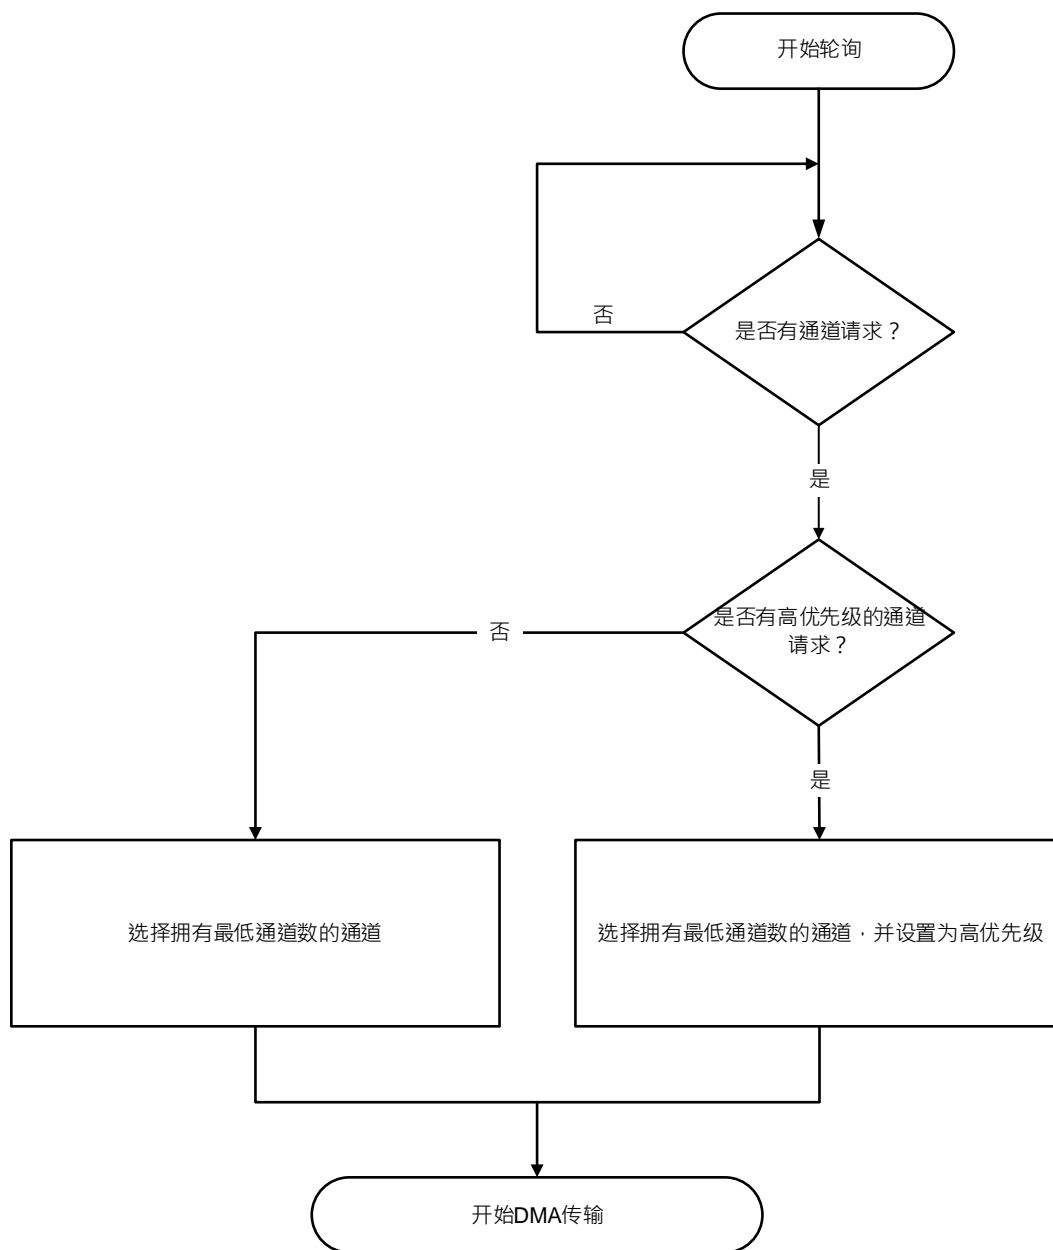 开始轮询
否
是否有通道请求？
是
是否有高优先级的通道
请求？
否
是
选择拥有最低通道数的通道
选择拥有最低通道数的通道，并设置为高优先级
开始DMA传输